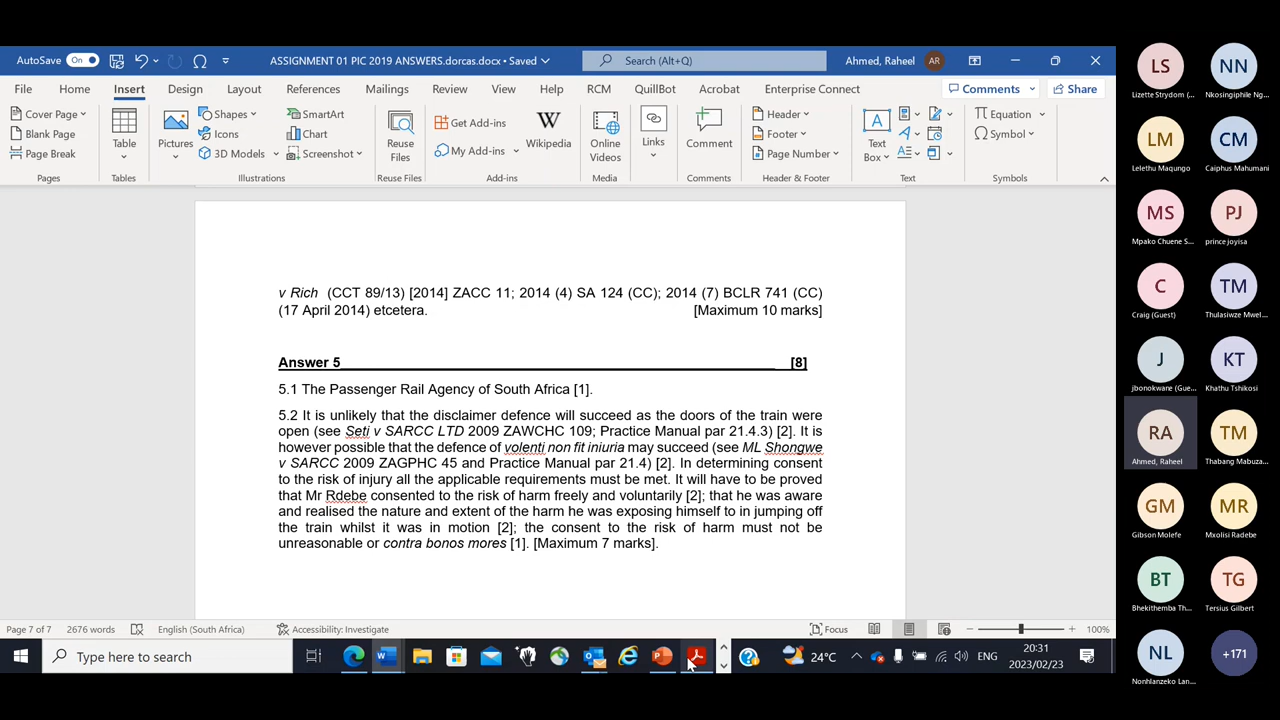 AutoSave On ASSIGNMENT 01 PIC 2019 ANSWERS.dorcas.docx • Saved Search (Alt+Q) Ahmed, Raheel AR
File Home Insert Design Layout References Mailings Review View Help RCM QuillBot Acrobat Enterprise Connect Comments Share
Cover Page
Blank Page
Page Break
Pages
Table
Tables
Pictures
Shapes
Icons
3D Models
SmartArt
Chart
Screenshot
Illustrations
Reuse
Files
Reuse Files
Get Add-ins
My Add-ins
W
Wikipedia
Add-ins
Online
Videos
Media
Links
Comment
Comments
Header
Footer
Page Number
Header & Footer
A
Text
Box
Text
Equation
Symbol
Symbols
v Rich (CCT 89/13) [2014] ZACC 11; 2014 (4) SA 124 (CC); 2014 (7) BCLR 741 (CC)
(17 April 2014) etcetera. [Maximum 10 marks]
Answer 5 [8]
5.1 The Passenger Rail Agency of South Africa [1].
5.2 It is unlikely that the disclaimer defence will succeed as the doors of the train were
open (see Seti v SARCC LTD 2009 ZAWCHC 109; Practice Manual par 21.4.3) [2]. It is
however possible that the defence of volenti non fit iniuria may succeed (see ML Shongwe
v SARCC 2009 ZAGPHC 45 and Practice Manual par 21.4) [2]. In determining consent
to the risk of injury all the applicable requirements must be met. It will have to be proved
that Mr Rdebe consented to the risk of harm freely and voluntarily [2]; that he was aware
and realised the nature and extent of the harm he was exposing himself to in jumping off
the train whilst it was in motion [2]; the consent to the risk of harm must not be
unreasonable or contra bonos mores [1]. [Maximum 7 marks].
Page 7 of 7 2676 words English (South Africa) Accessibility: Investigate Focus 100%
Type here to search 24°C ENG 20:31
2023/02/23
LS NN
Lizette Strydom (... Nkosingiphile Ng...
LM CM
Lelethu Maqungo Caiphus Mahumani
MS PJ
Mpako Chuene S... prince joyisa
C TM
Craig (Guest) Thulasizwe Mwel...
J KT
jbonokwane (Gue... Khathu Tshikosi
RA TM
Ahmed, Raheel Thabang Mabuza...
GM MR
Gibson Molefe Mxolisi Radebe
BT TG
Bhekithemba Th... Tersius Gilbert
NL +171
Nonhlanzeko Lan...